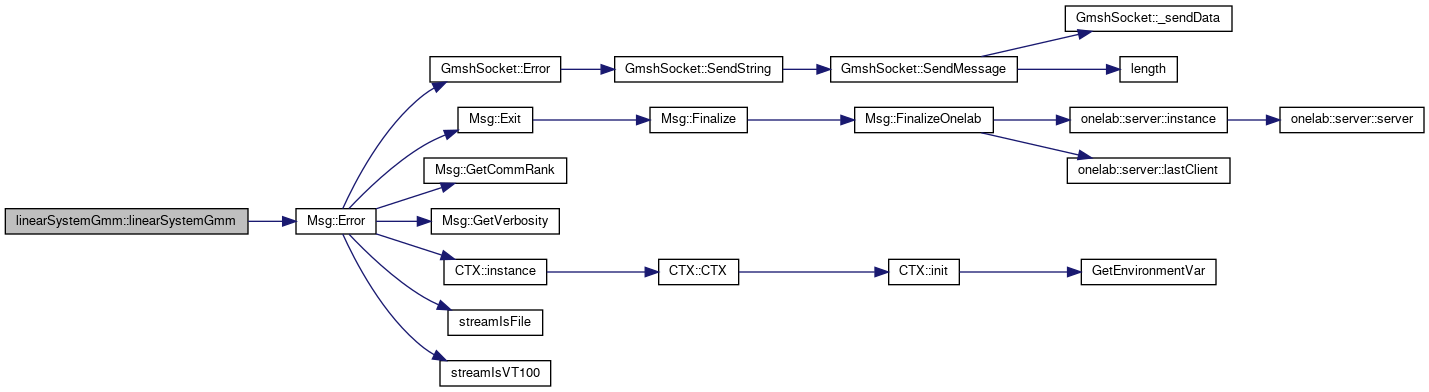 GmshSocket::_sendData
GmshSocket::Error
GmshSocket::SendString
GmshSocket::SendMessage
length
Msg::Exit
Msg::Finalize
Msg::FinalizeOnelab
onelab::server::instance
onelab::server::server
Msg::GetCommRank
onelab::server::lastClient
linearSystemGmm::linearSystemGmm
Msg::Error
Msg::GetVerbosity
CTX::instance
CTX::CTX
CTX::init
GetEnvironmentVar
streamIsFile
streamIsVT100